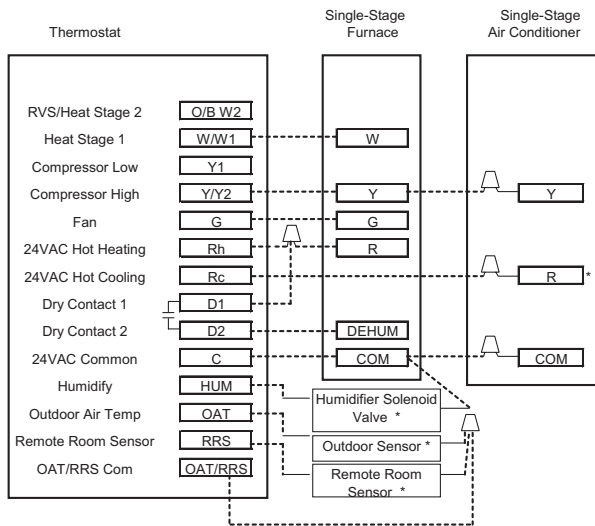 Thermostat
Single-Stage
Furnace
Single-Stage
Air Conditioner
RVS/Heat Stage 2 O/B W2
Heat Stage 1 W/W1 W
Compressor Low Y1
Compressor High Y/Y2 Y Y
Fan G G
24VAC Hot Heating Rh R
24VAC Hot Cooling Rc R *
Dry Contact 1 D1
Dry Contact 2 D2 DEHUM
24VAC Common C COM COM
Humidify HUM
Humidifier Solenoid
Valve *
Outdoor Air Temp OAT
Outdoor Sensor *
Remote Room Sensor RRS
Remote Room
Sensor *
OAT/RRS Com OAT/RRS